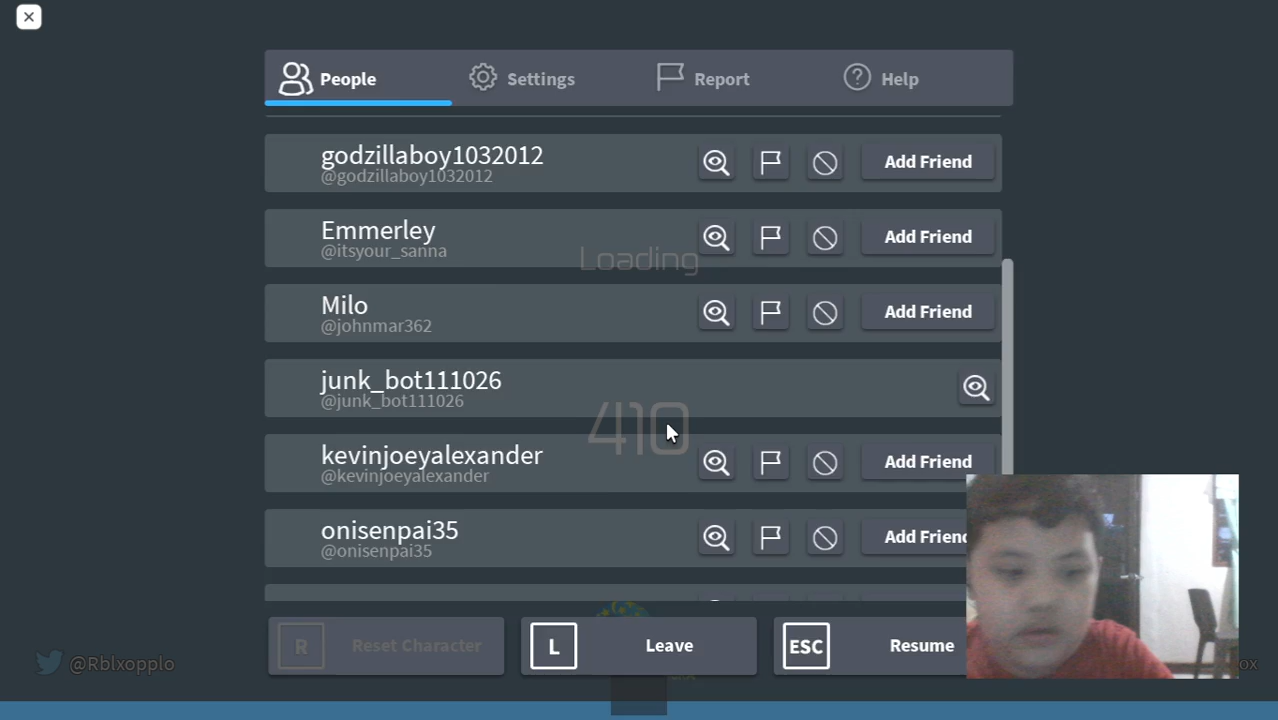 People
Settings
Report
Help
godzillaboy1032012
@godzillaboy1032012
Add Friend
Emmerley
@itsyour_sanna
Add Friend
Loading
Milo
@johnmar362
Add Friend
junk_bot111026
@junk_bot111026
410
kevinjoeyalexander
@kevinjoeyalexander
Add Friend
onisenpai35
@onisenpai35
Add Friend
R Reset Character
L Leave
ESC Resume
@Rblxopplo